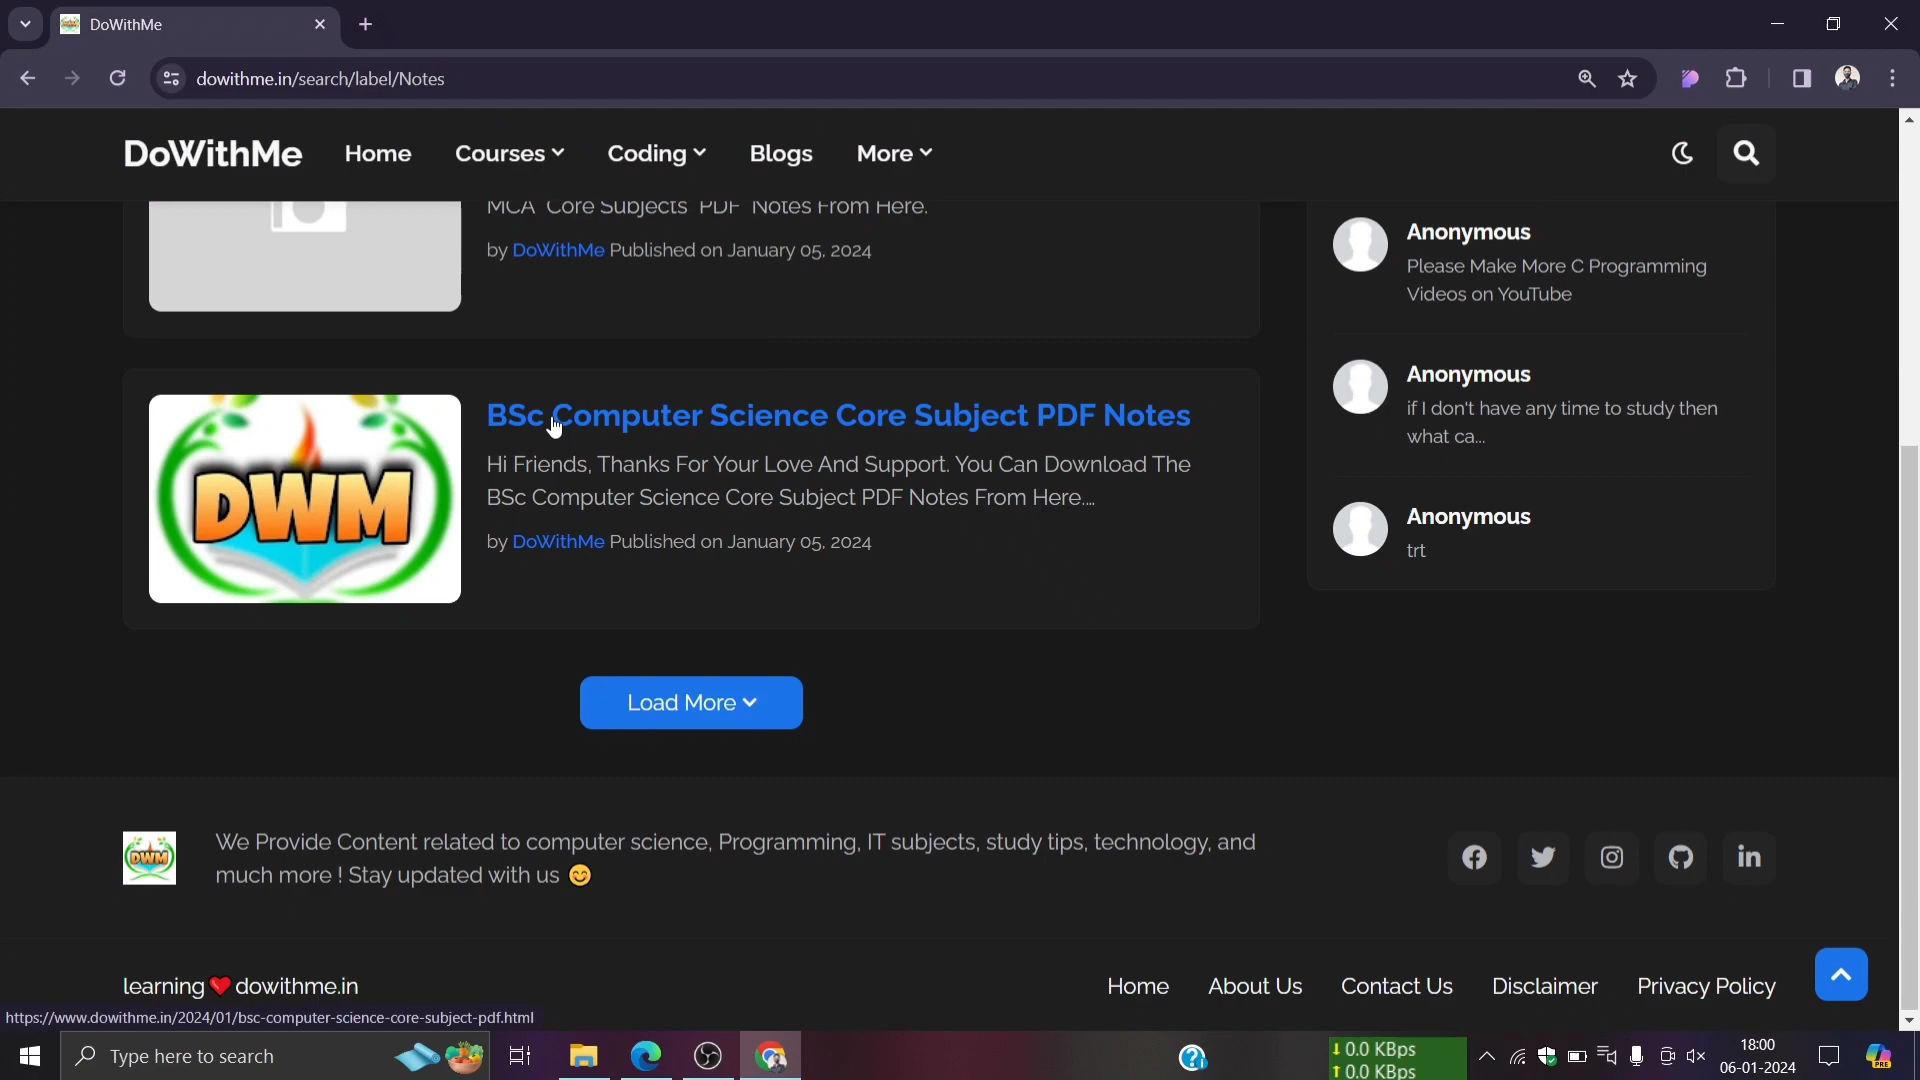 DoWithMe
dowithme.in/search/label/Notes
DoWithMe Home Courses Coding Blogs More
MCA Core Subjects PDF Notes From Here.
by DoWithMe Published on January 05, 2024
BSc Computer Science Core Subject PDF Notes
Hi Friends, Thanks For Your Love And Support. You Can Download The
BSc Computer Science Core Subject PDF Notes From Here....
by DoWithMe Published on January 05, 2024
DWM
Load More
Anonymous
Please Make More C Programming
Videos on YouTube
Anonymous
if I don't have any time to study then
what ca...
Anonymous
trt
DWM
We Provide Content related to computer science, Programming, IT subjects, study tips, technology, and
much more ! Stay updated with us 😊
learning ❤️ dowithme.in
Home About Us Contact Us Disclaimer Privacy Policy
https://www.dowithme.in/2024/01/bsc-computer-science-core-subject-pdf.html
Type here to search
0.0 KBps
0.0 KBps
18:00
06-01-2024
PRE